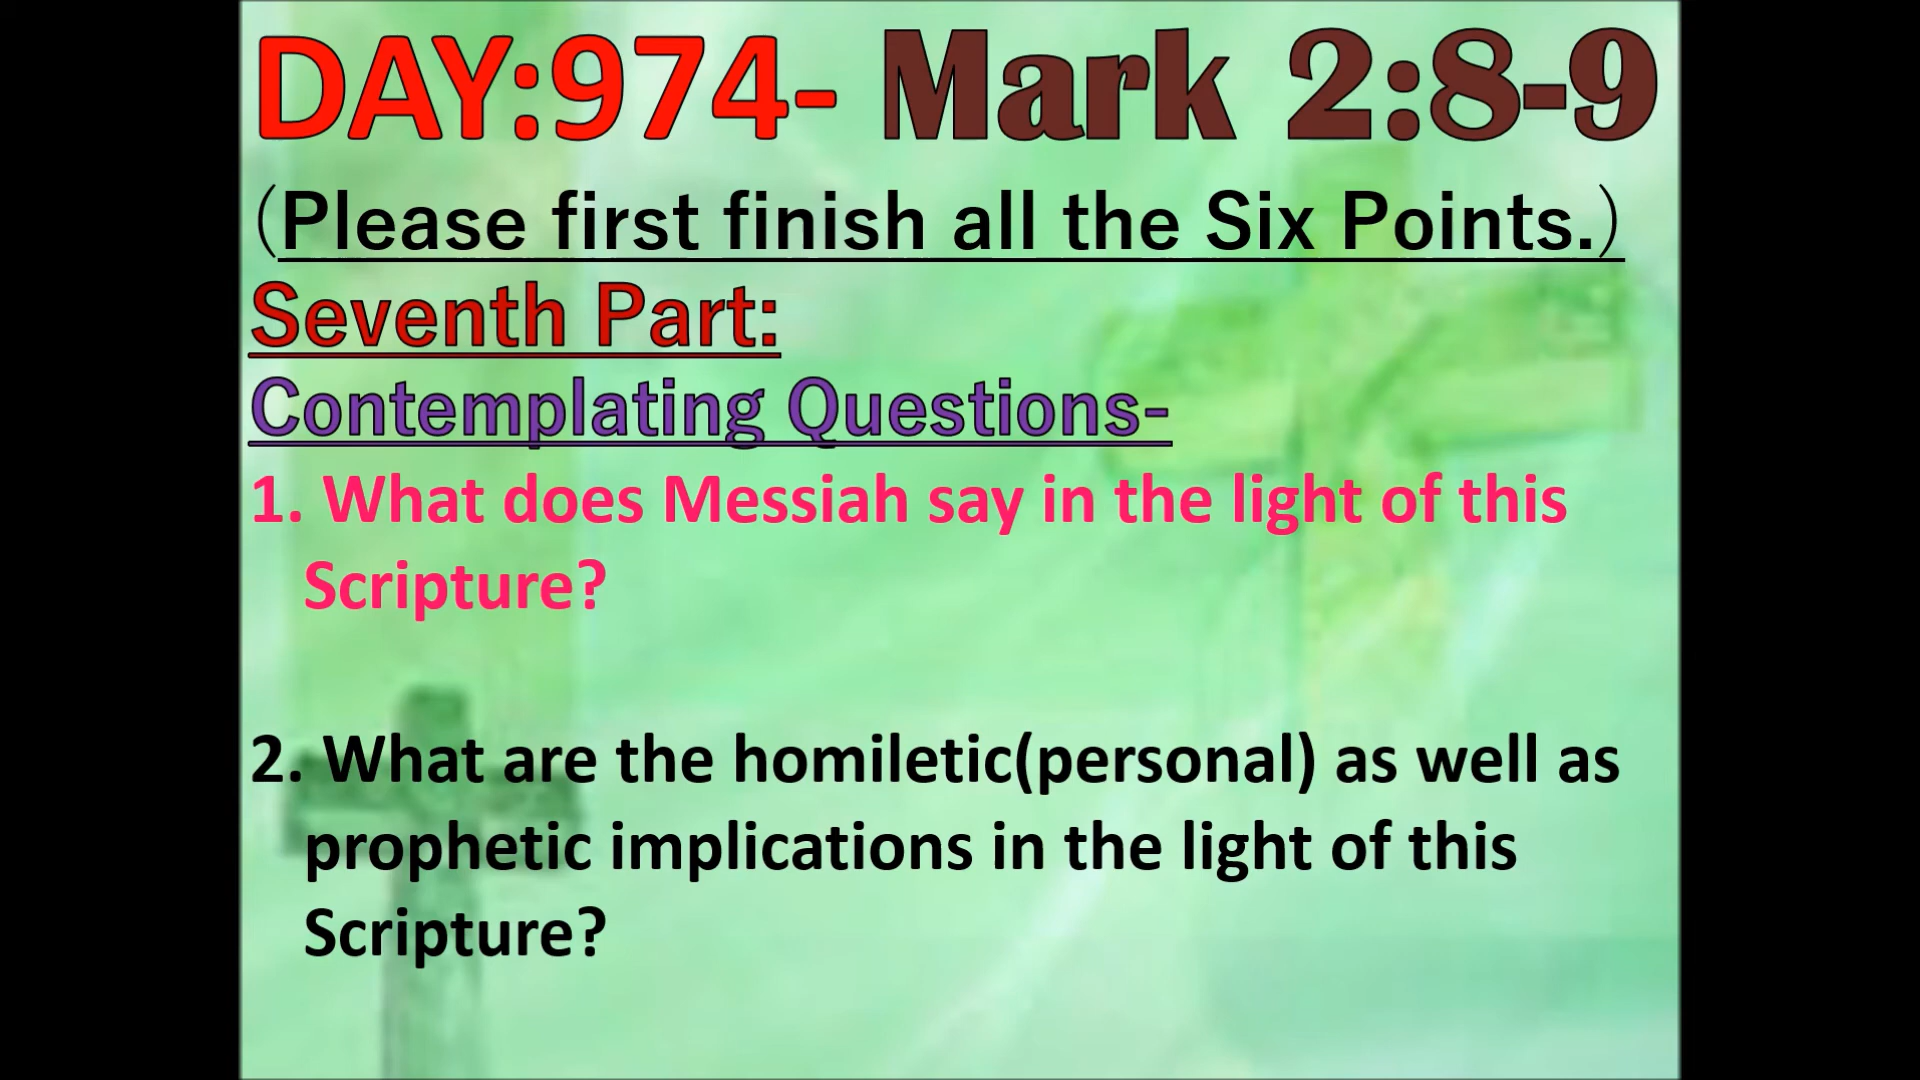 DAY:974- Mark 2:8-9
(Please first finish all the Six Points.)
Seventh Part:
Contemplating Questions-
1. What does Messiah say in the light of this
Scripture?
2. What are the homiletic(personal) as well as
prophetic implications in the light of this
Scripture?